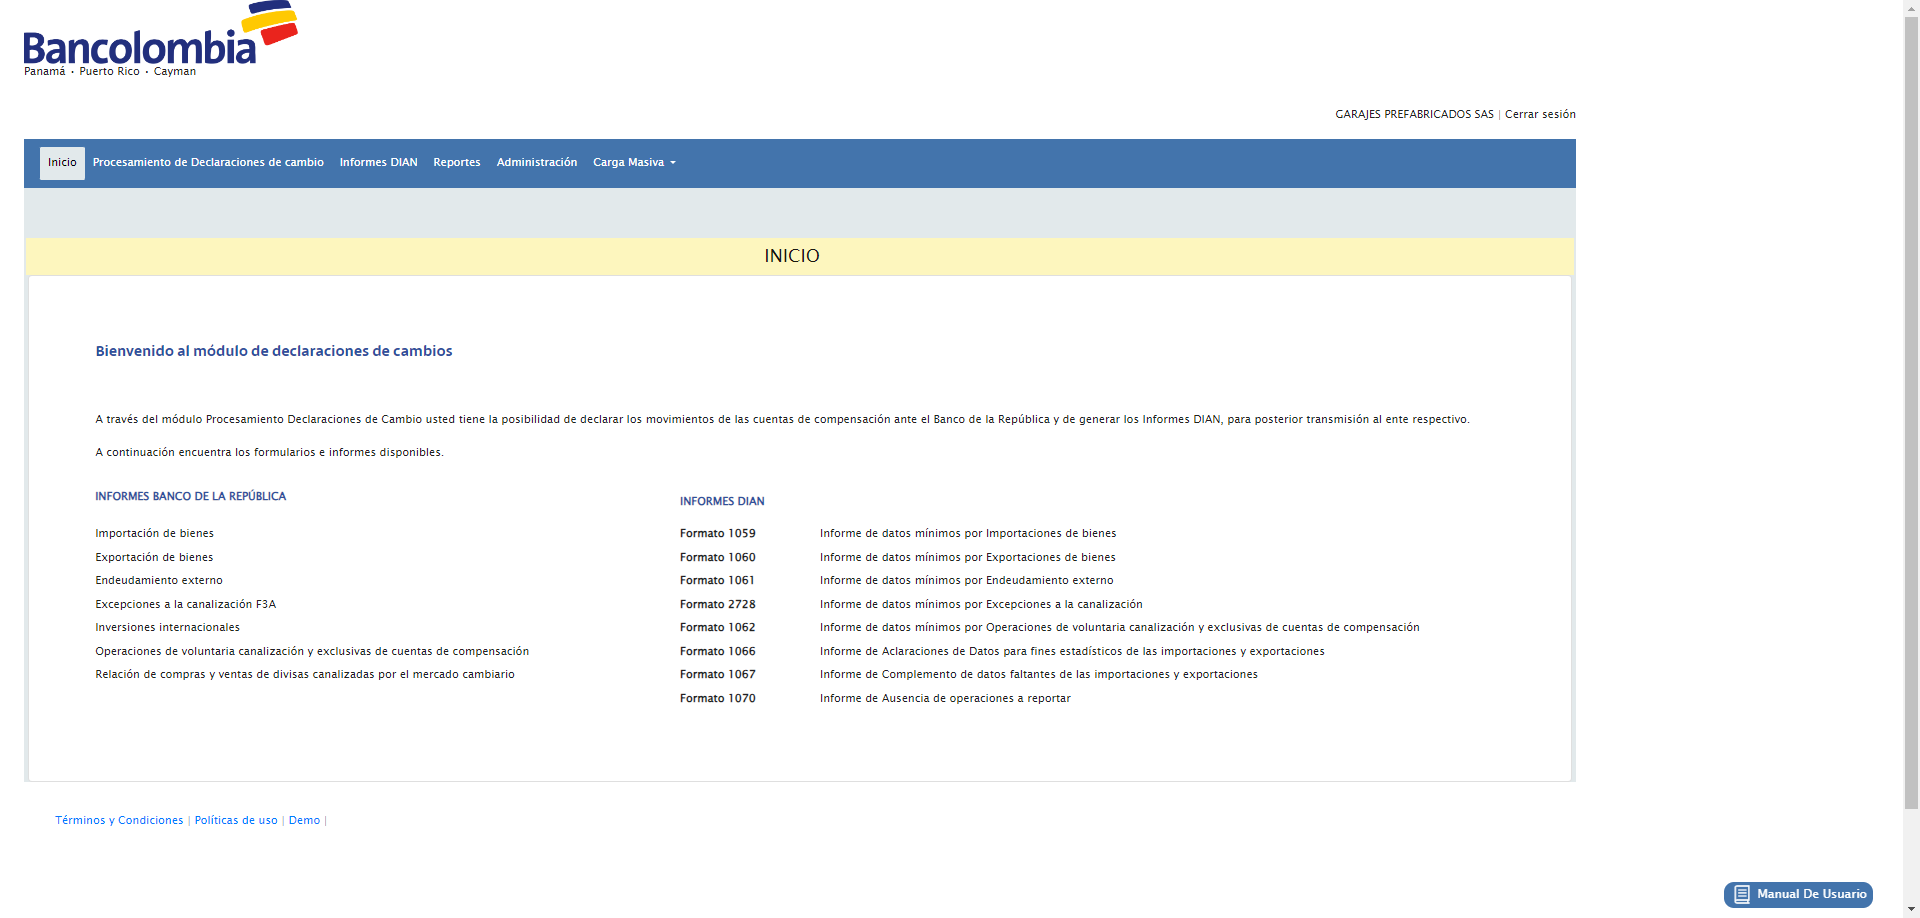 Bancolombia
Panamá · Puerto Rico · Cayman
GARAJES PREFABRICADOS SAS | Cerrar sesión
Inicio Procesamiento de Declaraciones de cambio Informes DIAN Reportes Administración Carga Masiva
INICIO
Bienvenido al módulo de declaraciones de cambios
A través del módulo Procesamiento Declaraciones de Cambio usted tiene la posibilidad de declarar los movimientos de las cuentas de compensación ante el Banco de la República y de generar los Informes DIAN, para posterior transmisión al ente respectivo.
A continuación encuentra los formularios e informes disponibles.
INFORMES BANCO DE LA REPÚBLICA
Importación de bienes
Exportación de bienes
Endeudamiento externo
Excepciones a la canalización F3A
Inversiones internacionales
Operaciones de voluntaria canalización y exclusivas de cuentas de compensación
Relación de compras y ventas de divisas canalizadas por el mercado cambiario
INFORMES DIAN
Formato 1059 Informe de datos mínimos por Importaciones de bienes
Formato 1060 Informe de datos mínimos por Exportaciones de bienes
Formato 1061 Informe de datos mínimos por Endeudamiento externo
Formato 2728 Informe de datos mínimos por Excepciones a la canalización
Formato 1062 Informe de datos mínimos por Operaciones de voluntaria canalización y exclusivas de cuentas de compensación
Formato 1066 Informe de Aclaraciones de Datos para fines estadísticos de las importaciones y exportaciones
Formato 1067 Informe de Complemento de datos faltantes de las importaciones y exportaciones
Formato 1070 Informe de Ausencia de operaciones a reportar
Términos y Condiciones | Políticas de uso | Demo |
Manual De Usuario